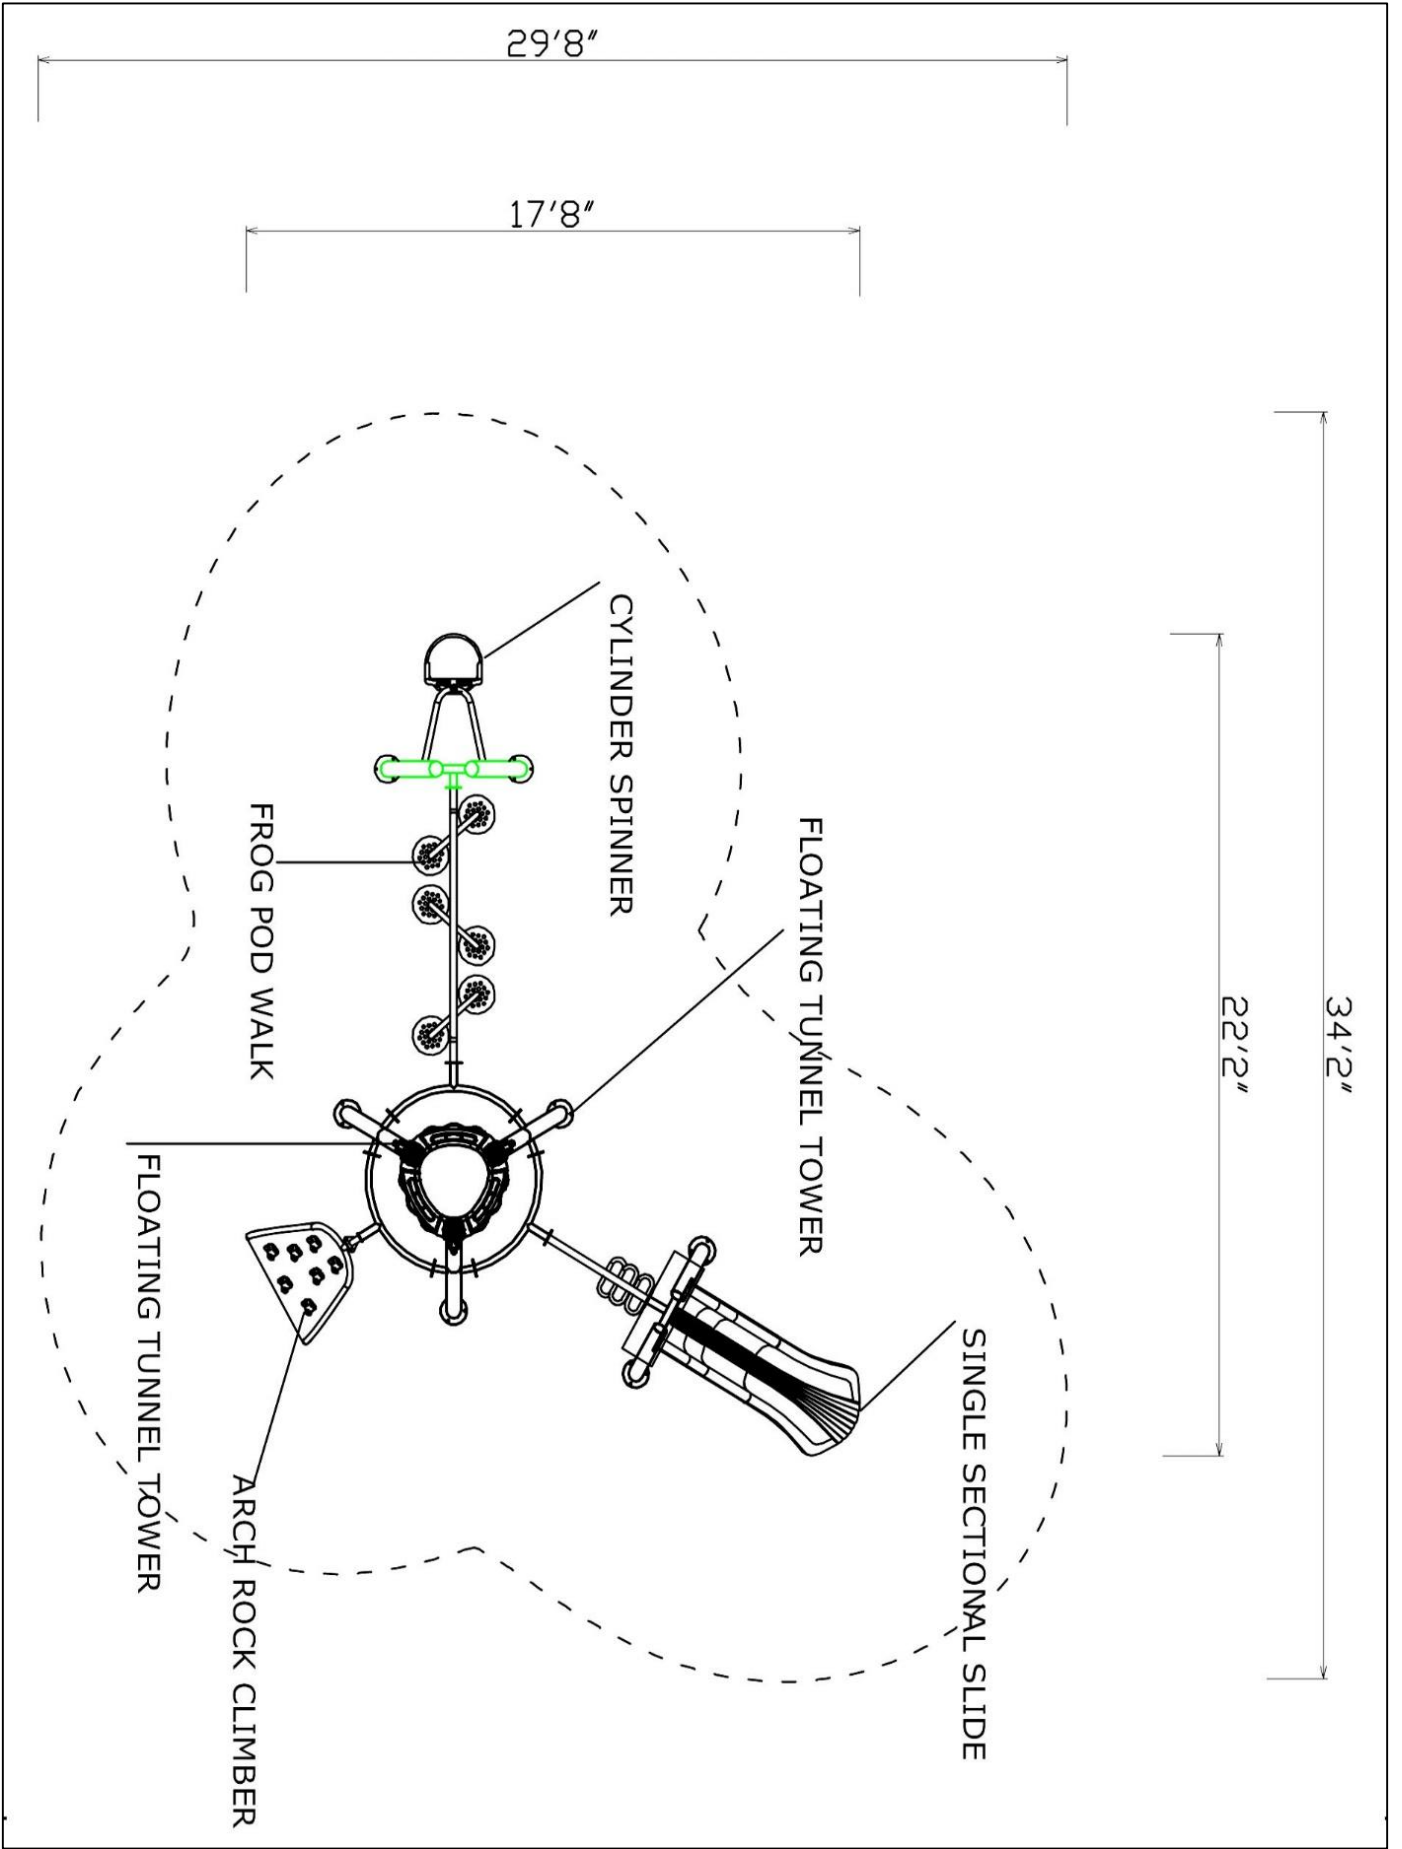 29'8"
17'8"
34'2"
22'2"
CYLINDER SPINNER
FLOATING TUNNEL TOWER
FROG POD WALK
SINGLE SECTIONAL SLIDE
FLOATING TUNNEL TOWER
ARCH ROCK CLIMBER